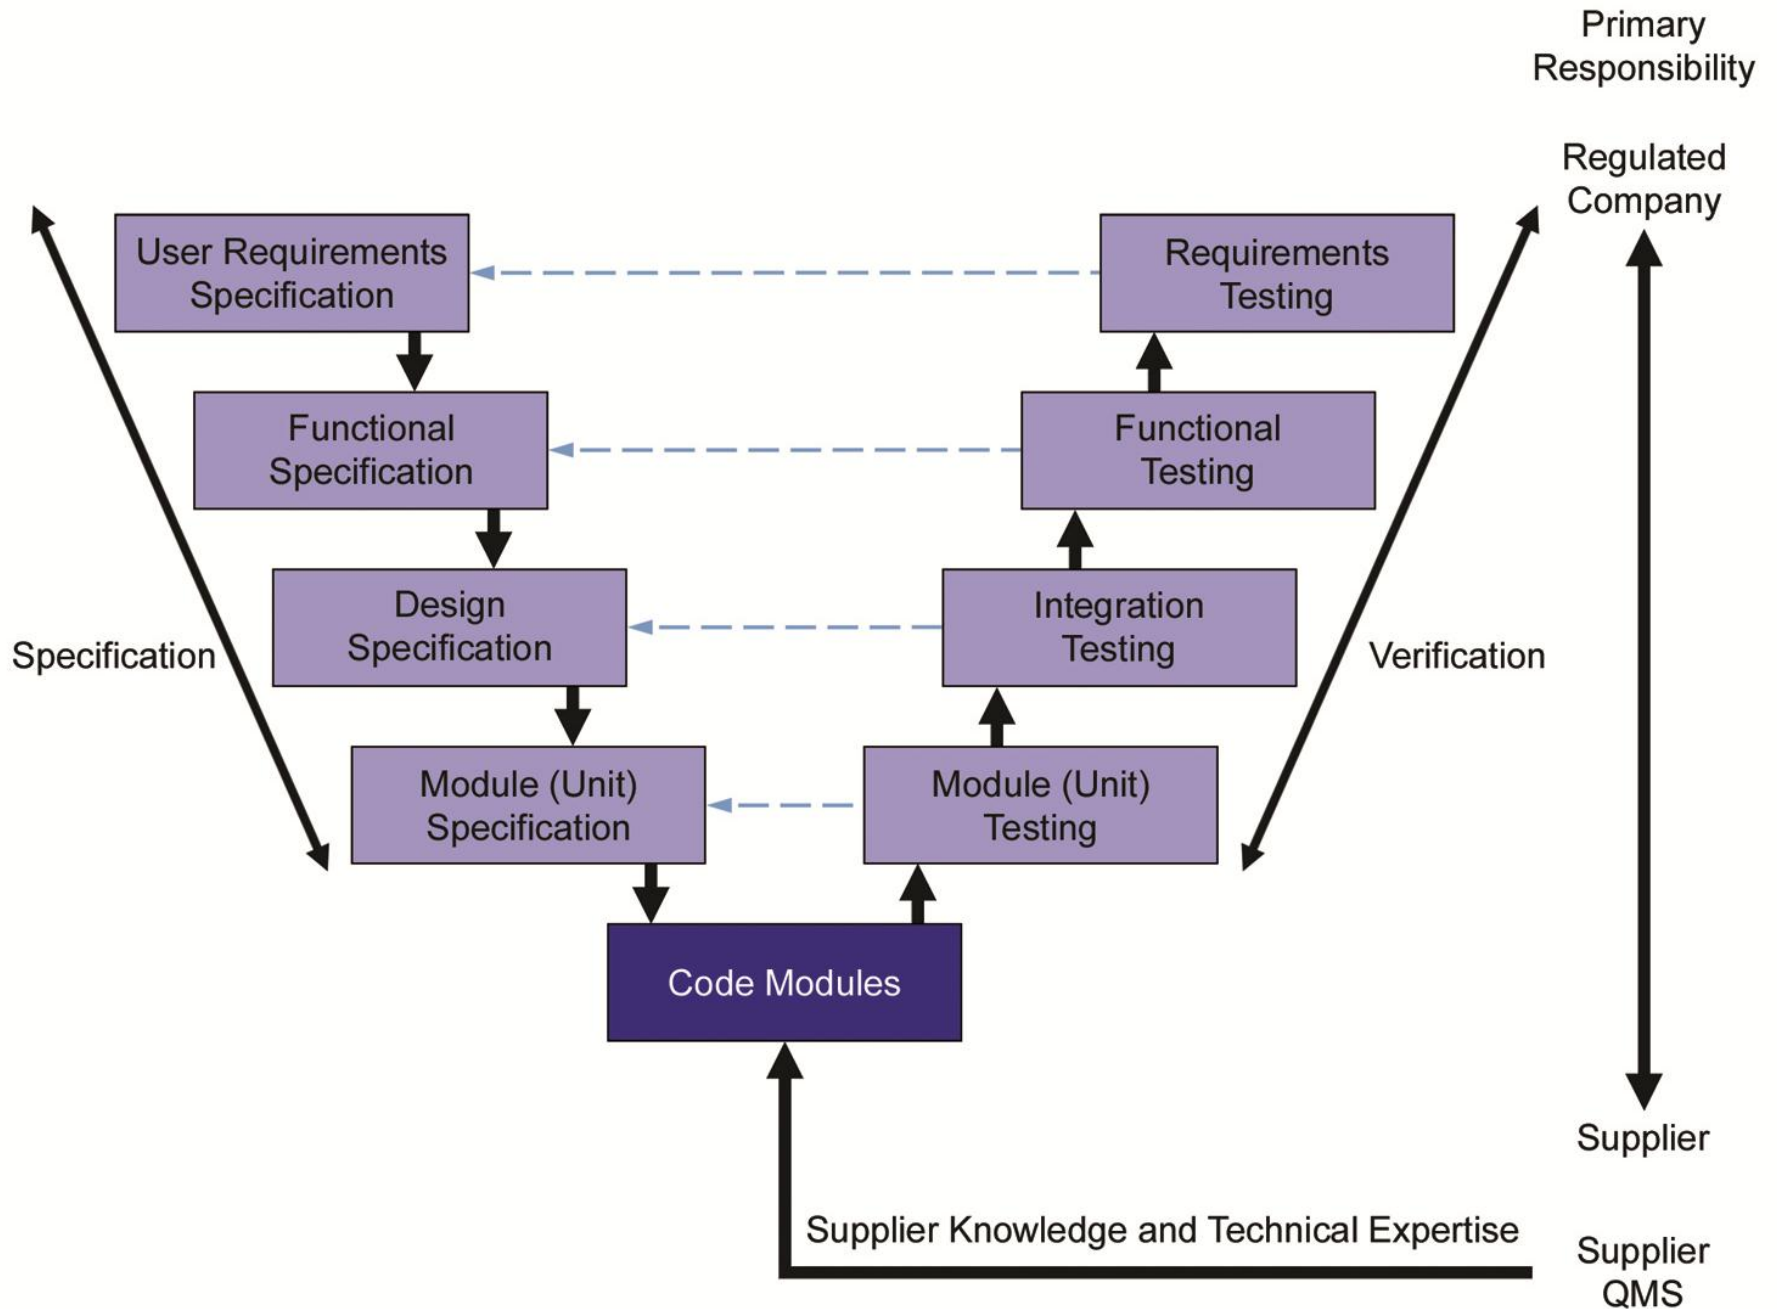 Primary
Responsibility
Regulated
Company
User Requirements
Specification
Requirements
Testing
Functional
Specification
Functional
Testing
Design
Specification
Integration
Testing
Specification
Verification
Module (Unit)
Specification
Module (Unit)
Testing
Code Modules
Supplier
Supplier Knowledge and Technical Expertise
Supplier
QMS